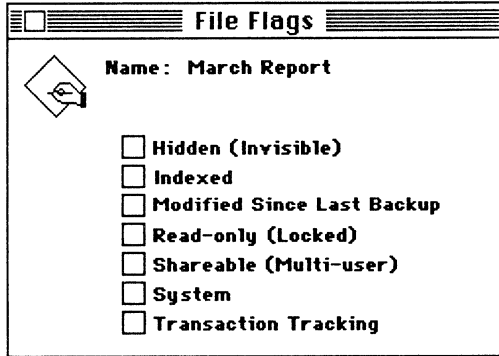 File Flags
Name: March Report
Hidden (Invisible)
Indexed
Modified Since Last Backup
Read-only (Locked)
Shareable (Multi-user)
System
Transaction Tracking